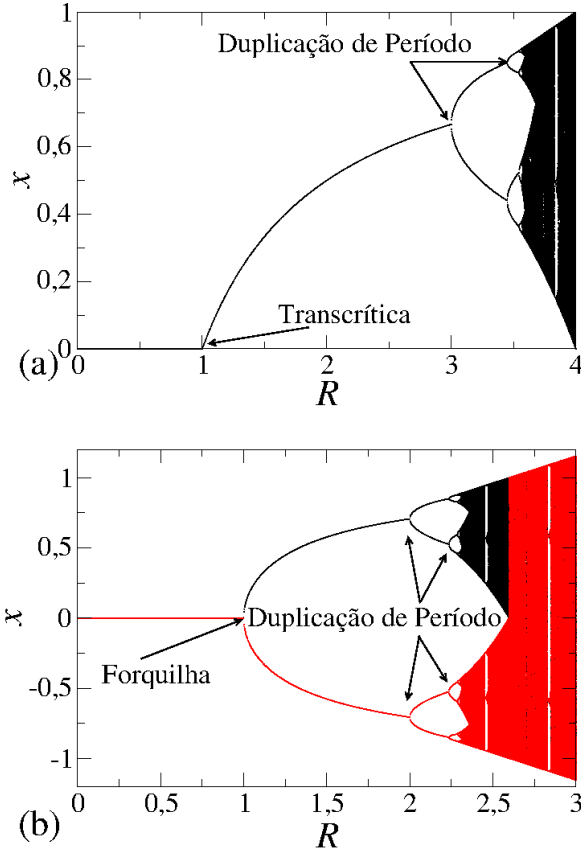 1
Duplicação de Período
0,8
0,6
x
0,4
0,2
Transcrítica
0
(a)
0 1 2 3 4
R
1
0,5
x
0
Duplicação de Período
Forquilha
-0,5
-1
0 0,5 1 1,5 2 2,5 3
(b)
R